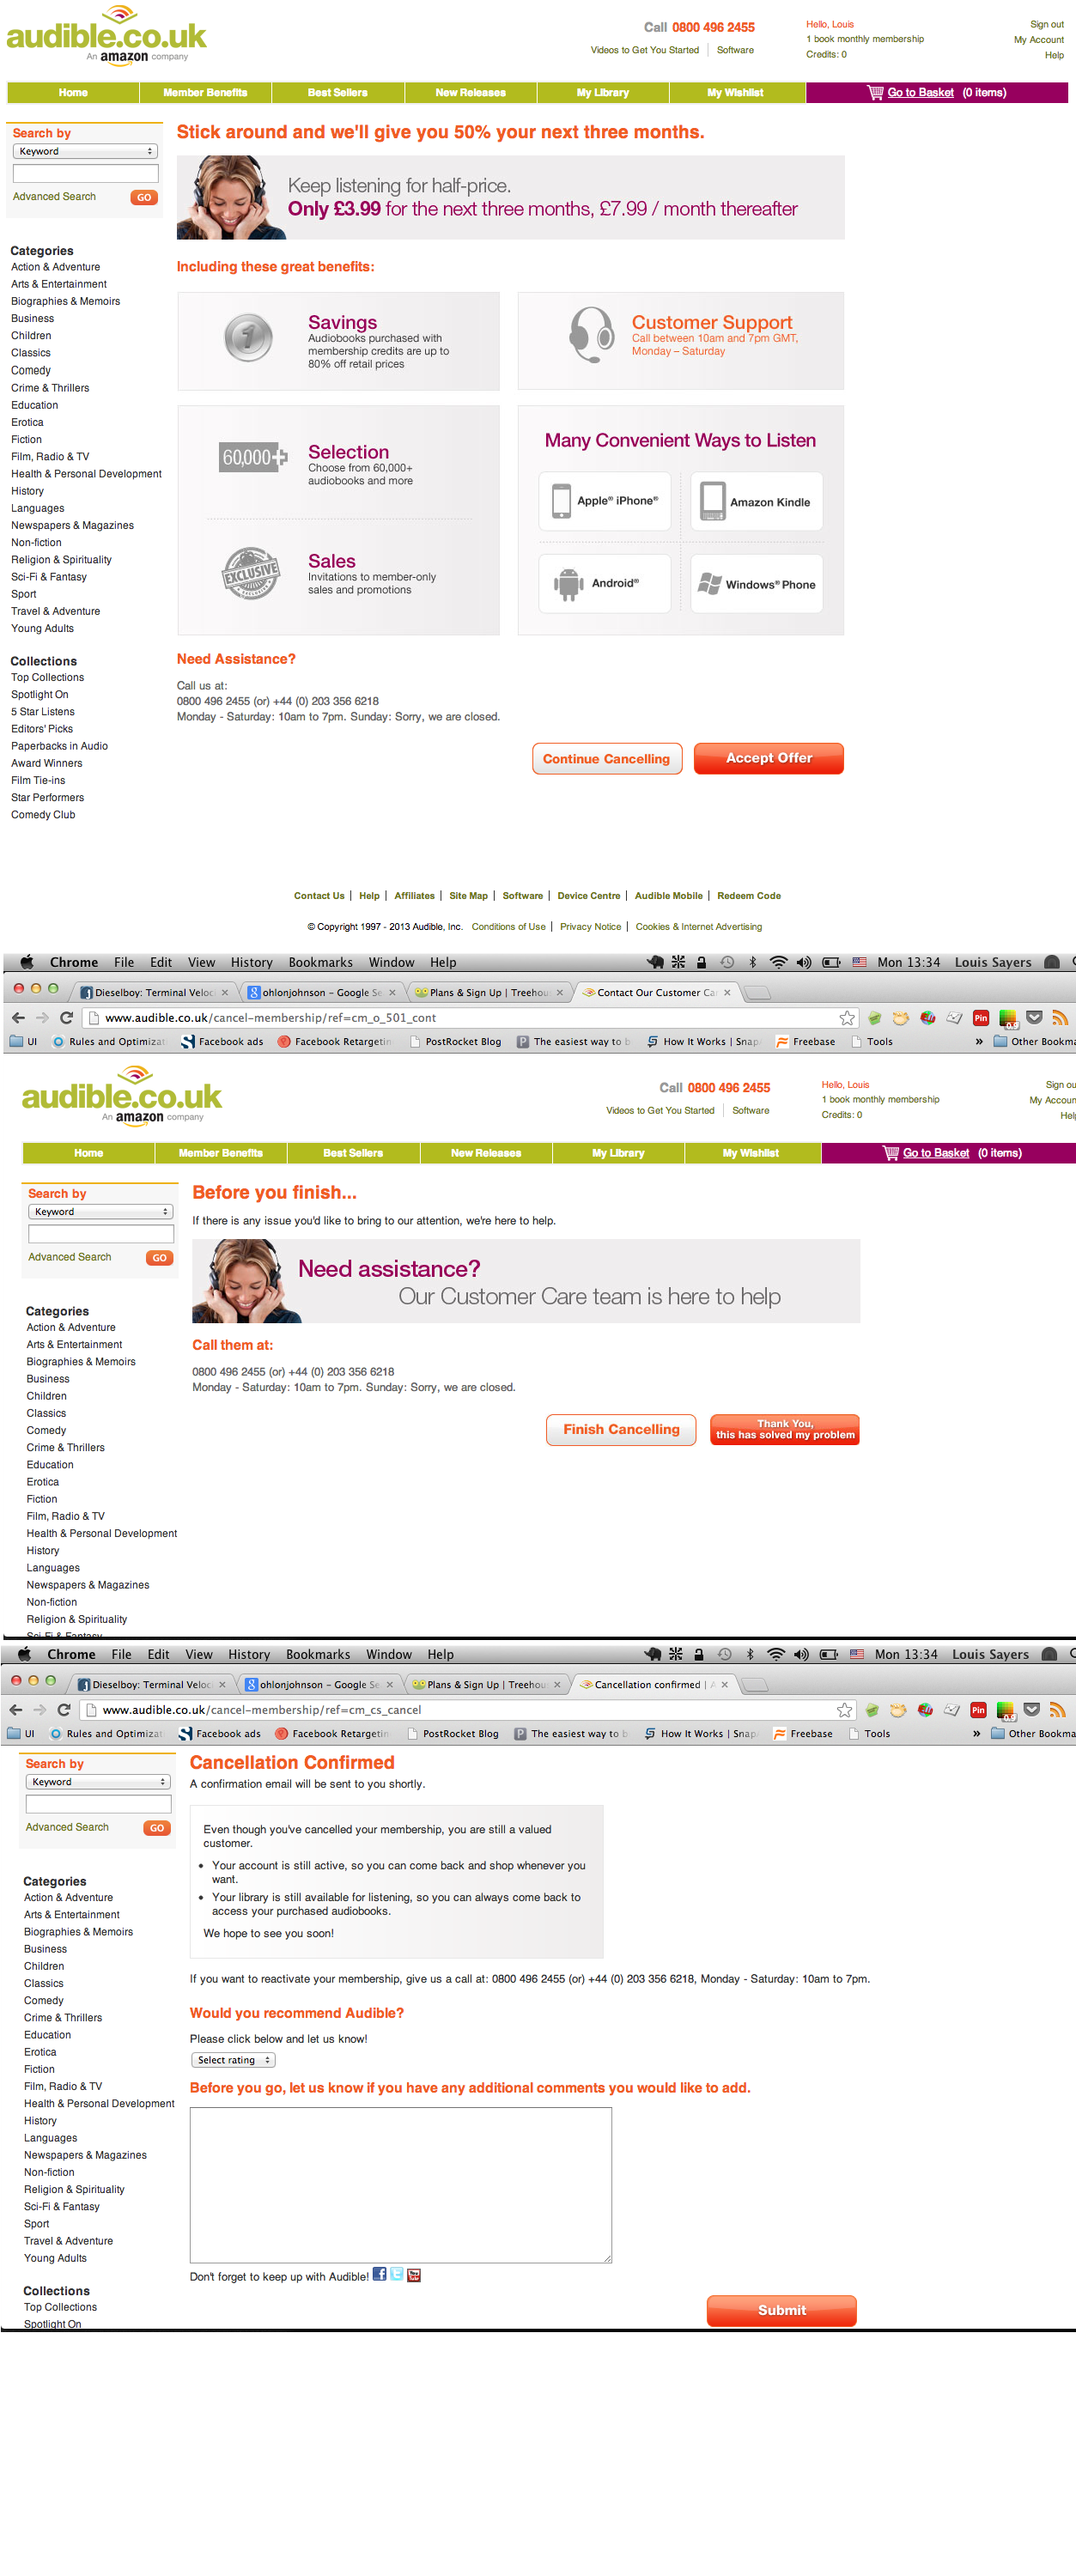 audible.co.uk
An amazon company
Call 0800 496 2455
Videos to Get You Started | Software
Hello, Louis
1 book monthly membership
Credits: 0
Sign out
My Account
Help
Home Member Benefits Best Sellers New Releases My Library My Wishlist Go to Basket (0 items)
Search by
Keyword
Advanced Search GO
Categories
Action & Adventure
Arts & Entertainment
Biographies & Memoirs
Business
Children
Classics
Comedy
Crime & Thrillers
Education
Erotica
Fiction
Film, Radio & TV
Health & Personal Development
History
Languages
Newspapers & Magazines
Non-fiction
Religion & Spirituality
Sci-Fi & Fantasy
Sport
Travel & Adventure
Young Adults
Collections
Top Collections
Spotlight On
5 Star Listens
Editors' Picks
Paperbacks in Audio
Award Winners
Film Tie-ins
Star Performers
Comedy Club
Stick around and we'll give you 50% your next three months.
Keep listening for half-price.
Only £3.99 for the next three months, £7.99 / month thereafter
Including these great benefits:
1
Savings
Audiobooks purchased with
membership credits are up to
80% off retail prices
Customer Support
Call between 10am and 7pm GMT,
Monday – Saturday
60,000+
Selection
Choose from 60,000+
audiobooks and more
EXCLUSIVE
Sales
Invitations to member-only
sales and promotions
Many Convenient Ways to Listen
Apple® iPhone®
Amazon Kindle
Android®
Windows® Phone
Need Assistance?
Call us at:
0800 496 2455 (or) +44 (0) 203 356 6218
Monday - Saturday: 10am to 7pm. Sunday: Sorry, we are closed.
Continue Cancelling Accept Offer
Contact Us | Help | Affiliates | Site Map | Software | Device Centre | Audible Mobile | Redeem Code
© Copyright 1997 - 2013 Audible, Inc. Conditions of Use | Privacy Notice | Cookies & Internet Advertising
Chrome File Edit View History Bookmarks Window Help Mon 13:34 Louis Sayers
Dieselboy: Terminal Veloc ohlonjohnson - Google Se Plans & Sign Up | Treehou Contact Our Customer Ca
www.audible.co.uk/cancel-membership/ref=cm_o_501_cont
UI Rules and Optimizat Facebook ads Facebook Retargetin PostRocket Blog The easiest way to b How It Works | Snap Freebase Tools » Other Bookma
audible.co.uk
An amazon company
Call 0800 496 2455
Videos to Get You Started | Software
Hello, Louis
1 book monthly membership
Credits: 0
Sign ou
My Accoun
Help
Home Member Benefits Best Sellers New Releases My Library My Wishlist Go to Basket (0 items)
Search by
Keyword
Advanced Search GO
Categories
Action & Adventure
Arts & Entertainment
Biographies & Memoirs
Business
Children
Classics
Comedy
Crime & Thrillers
Education
Erotica
Fiction
Film, Radio & TV
Health & Personal Development
History
Languages
Newspapers & Magazines
Non-fiction
Religion & Spirituality
Sci-Fi & Fantasy
Before you finish...
If there is any issue you'd like to bring to our attention, we're here to help.
Need assistance?
Our Customer Care team is here to help
Call them at:
0800 496 2455 (or) +44 (0) 203 356 6218
Monday - Saturday: 10am to 7pm. Sunday: Sorry, we are closed.
Finish Cancelling
Thank You,
this has solved my problem
Chrome File Edit View History Bookmarks Window Help Mon 13:34 Louis Sayers
Dieselboy: Terminal Veloc ohlonjohnson - Google Se Plans & Sign Up | Treehou Cancellation confirmed | A
www.audible.co.uk/cancel-membership/ref=cm_cs_cancel
UI Rules and Optimizat Facebook ads Facebook Retargetin PostRocket Blog The easiest way to b How It Works | Snap Freebase Tools » Other Bookma
Search by
Keyword
Advanced Search GO
Categories
Action & Adventure
Arts & Entertainment
Biographies & Memoirs
Business
Children
Classics
Comedy
Crime & Thrillers
Education
Erotica
Fiction
Film, Radio & TV
Health & Personal Development
History
Languages
Newspapers & Magazines
Non-fiction
Religion & Spirituality
Sci-Fi & Fantasy
Sport
Travel & Adventure
Young Adults
Collections
Top Collections
Spotlight On
Cancellation Confirmed
A confirmation email will be sent to you shortly.
Even though you've cancelled your membership, you are still a valued
customer.
• Your account is still active, so you can come back and shop whenever you
want.
• Your library is still available for listening, so you can always come back to
access your purchased audiobooks.
We hope to see you soon!
If you want to reactivate your membership, give us a call at: 0800 496 2455 (or) +44 (0) 203 356 6218, Monday - Saturday: 10am to 7pm.
Would you recommend Audible?
Please click below and let us know!
Select rating
Before you go, let us know if you have any additional comments you would like to add.
Don't forget to keep up with Audible!
Submit